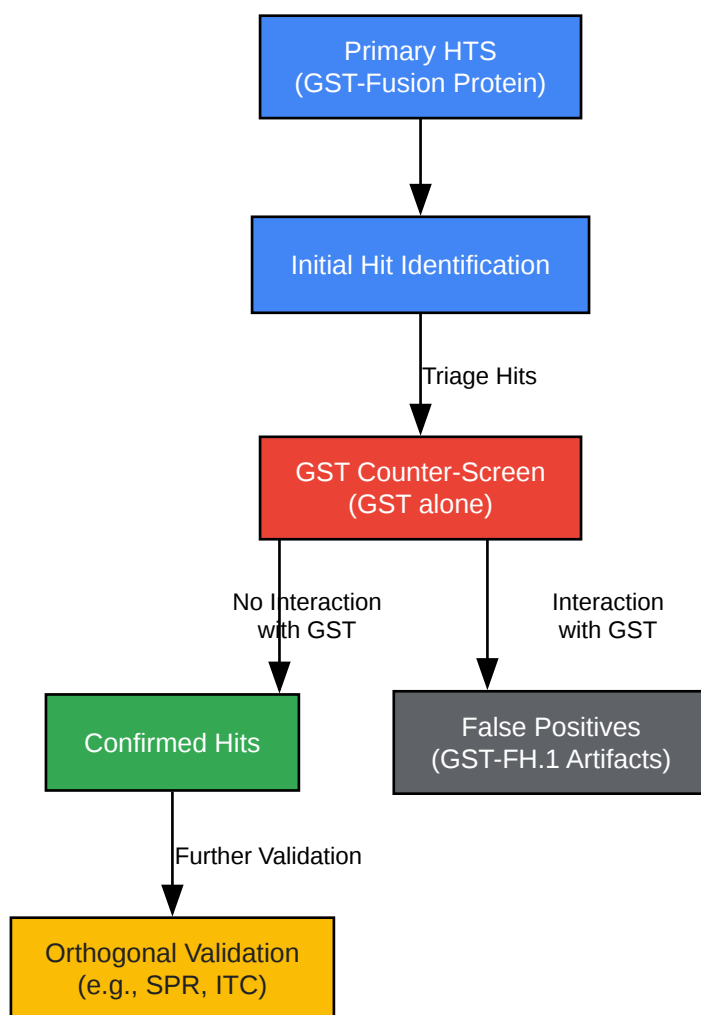 Primary HTS
(GST-Fusion Protein)
Initial Hit Identification
Triage Hits
GST Counter-Screen
(GST alone)
No Interaction
with GST
Interaction
with GST
Confirmed Hits
False Positives
(GST-FH.1 Artifacts)
Further Validation
Orthogonal Validation
(e.g., SPR, ITC)